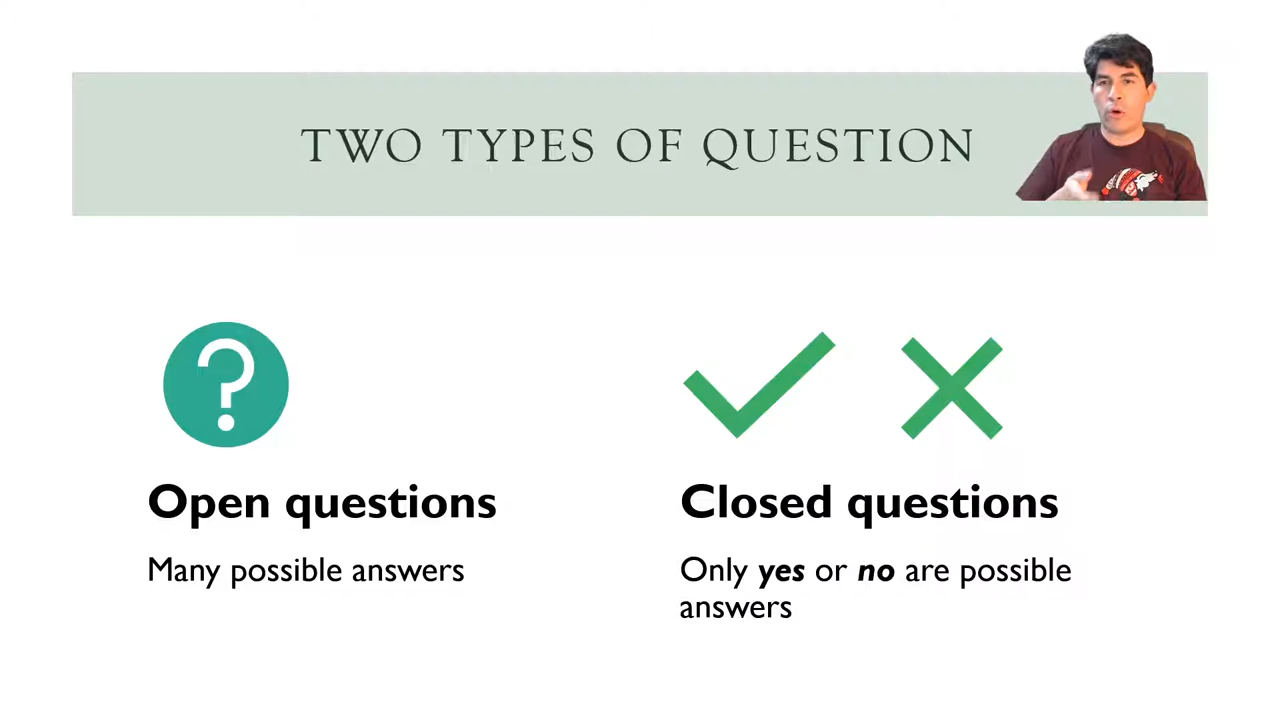 TWO TYPES OF QUESTION
Open questions
Many possible answers
Closed questions
Only yes or no are possible
answers